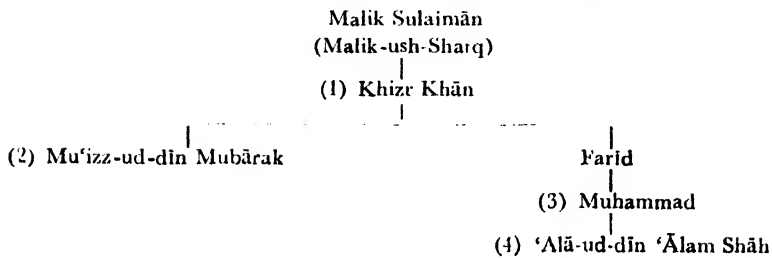 Malik Sulaimān
(Malik-ush-Sharq)
(1) Khizr Khān
(2) Mu‘izz-ud-dīn Mubārak
Farīd
(3) Muhammad
(4) ‘Alā-ud-dīn ‘Ālam Shāh